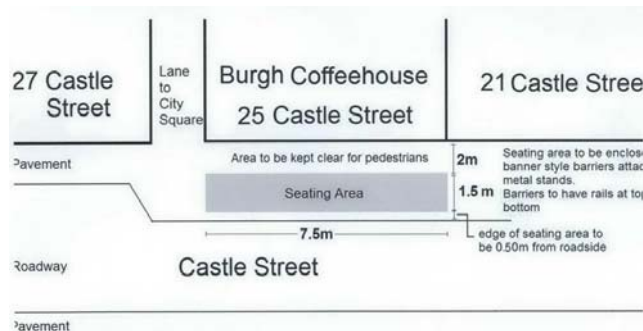 27 Castle
Street
Lane
to
City
Square
Burgh Coffeehouse
25 Castle Street
21 Castle Stree
Pavement
Area to be kept clear for pedestrians
2m
Seating area to be enclose
banner style barriers attac
metal stands.
Barriers to have rails at top
bottom
Seating Area
1.5 m
edge of seating area to
be 0.50m from roadside
7.5m
Roadway
Castle Street
Pavement